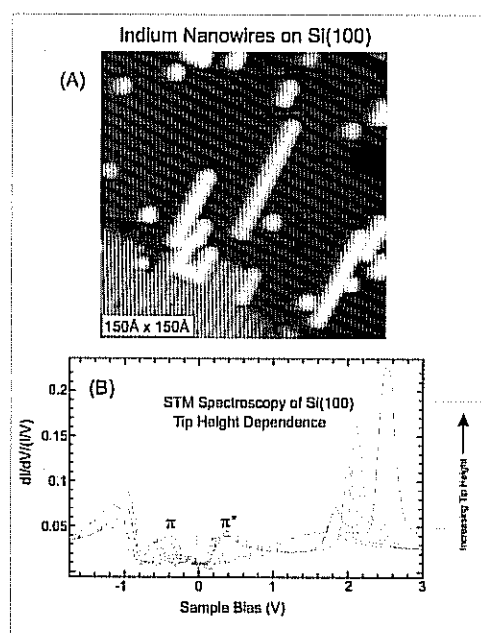 Indium Nanowires on Si(100)
(A)
150Å x 150Å
(B)
STM Spectroscopy of Si(100)
Tip Height Dependence
0.2
0.15
0.1
0.05
dI/dV/(I/V)
π
π*
-1
0
1
2
3
Sample Bias (V)
Increasing Tip Height